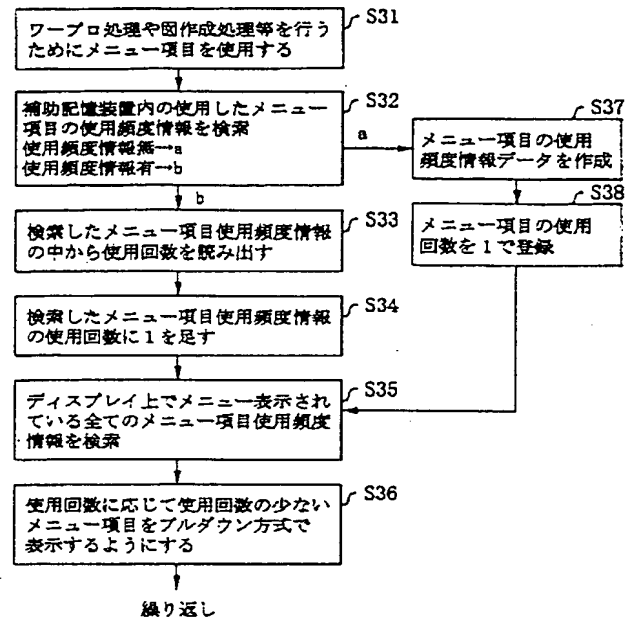 S31
ワープロ処理や図作成処理等を行う
ためにメニュー項目を使用する
S32
補助記憶装置内の使用したメニュー
項目の使用頻度情報を検索
使用頻度情報無→a
使用頻度情報有→b
a
b
S37
メニュー項目の使用
頻度情報データを作成
S38
メニュー項目の使用
回数を1で登録
S33
検索したメニュー項目使用頻度情報
の中から使用回数を読み出す
S34
検索したメニュー項目使用頻度情報
の使用回数に1を足す
S35
ディスプレイ上でメニュー表示され
ている全てのメニュー項目使用頻度
情報を検索
S36
使用回数に応じて使用回数の少ない
メニュー項目をプルダウン方式で
表示するようにする
繰り返し